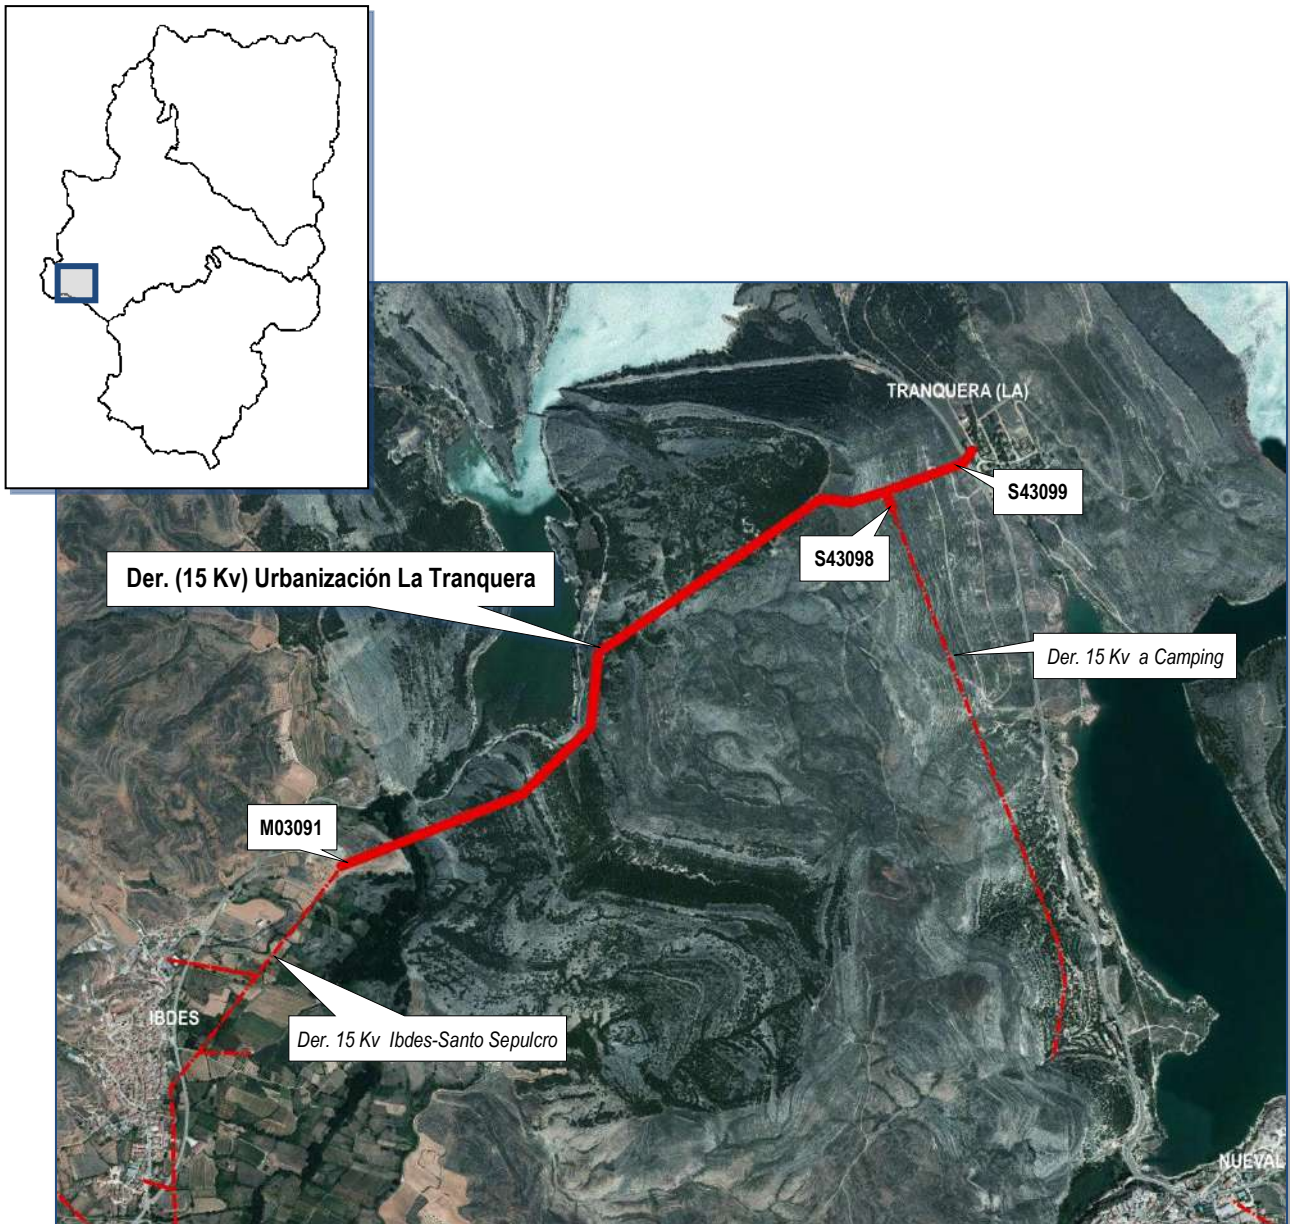 TRANQUERA (LA)
S43099
S43098
Der. (15 Kv) Urbanización La Tranquera
Der. 15 Kv a Camping
M03091
IBDES
Der. 15 Kv Ibdes-Santo Sepulcro
NUEVAL